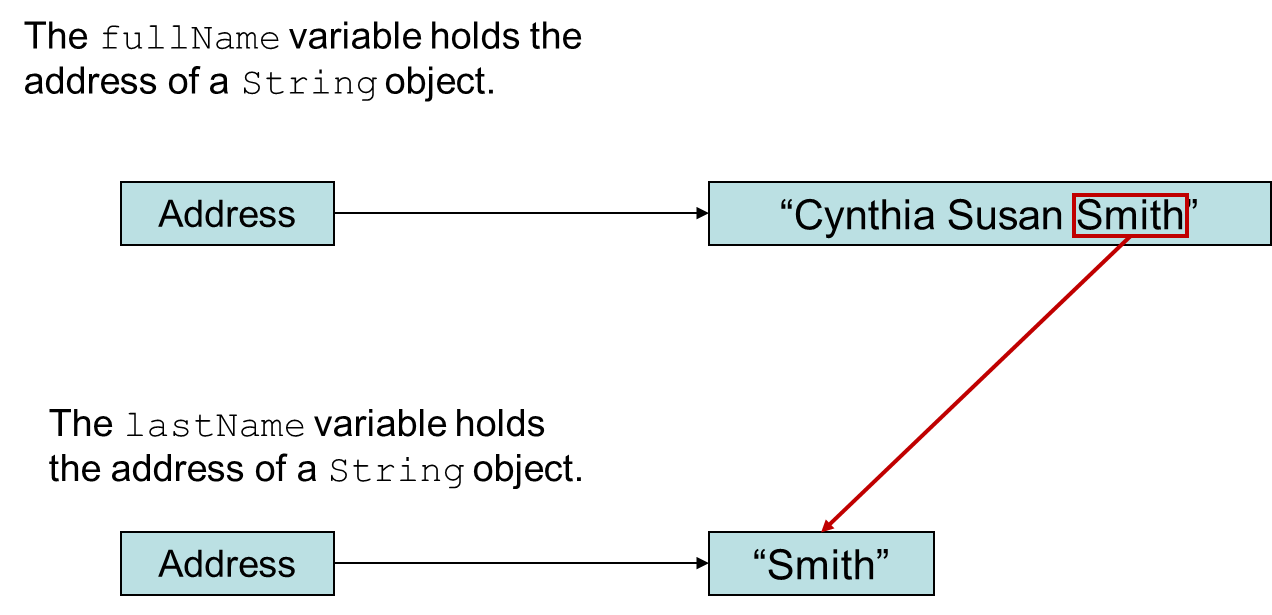 The fullName variable holds the
address of a String object.
Address
“Cynthia Susan Smith”
The lastName variable holds
the address of a String object.
Address
“Smith”